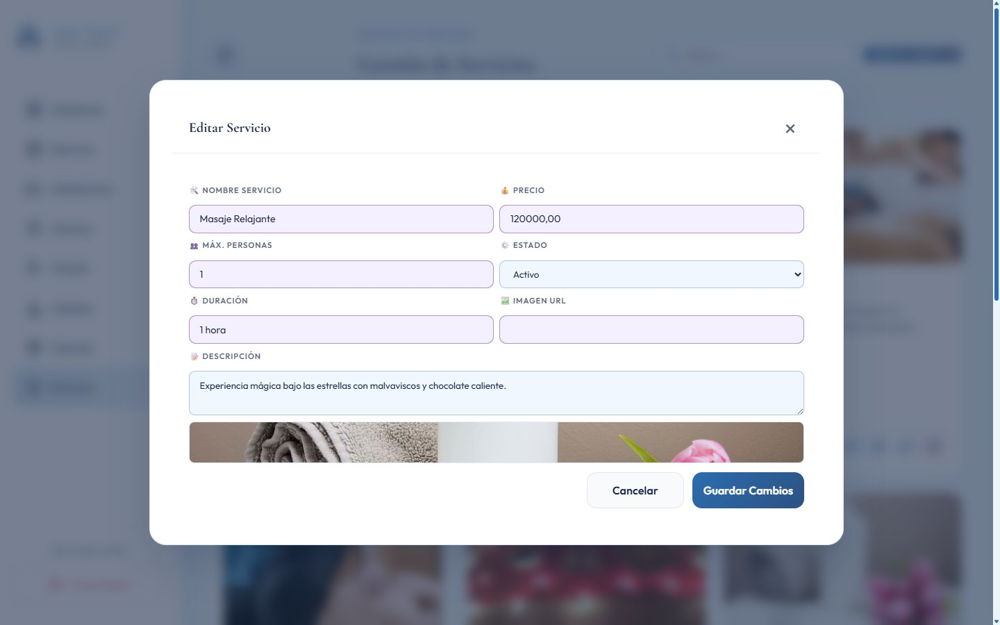 Editar Servicio
NOMBRE SERVICIO
PRECIO
Masaje Relajante
120000,00
MÁX. PERSONAS
ESTADO
1
Activo
DURACIÓN
IMAGEN URL
1 hora
DESCRIPCIÓN
Experiencia mágica bajo las estrellas con malvaviscos y chocolate caliente.
Cancelar
Guardar Cambios